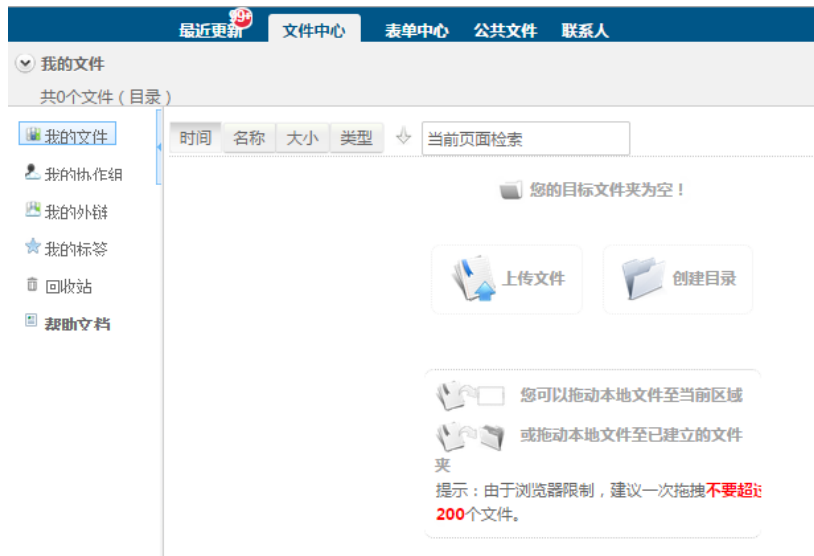 最近更新 9+ 文件中心 表单中心 公共文件 联系人
我的文件
共0个文件 ( 目录 )
我的文件
我的协作组
我的外链
我的标签
回收站
帮助文档
时间 名称 大小 类型 当前页面检索
您的目标文件夹为空！
上传文件 创建目录
您可以拖动本地文件至当前区域
或拖动本地文件至已建立的文件
夹
提示：由于浏览器限制，建议一次拖拽不要超过
200个文件。